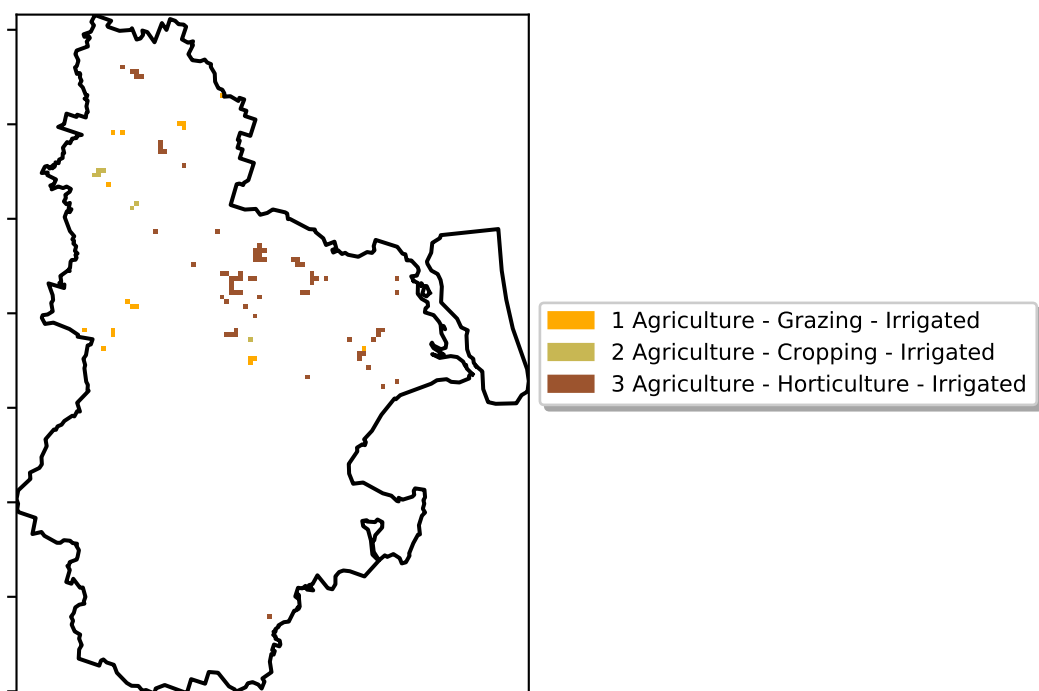 1 Agriculture - Grazing - Irrigated
2 Agriculture - Cropping - Irrigated
3 Agriculture - Horticulture - Irrigated